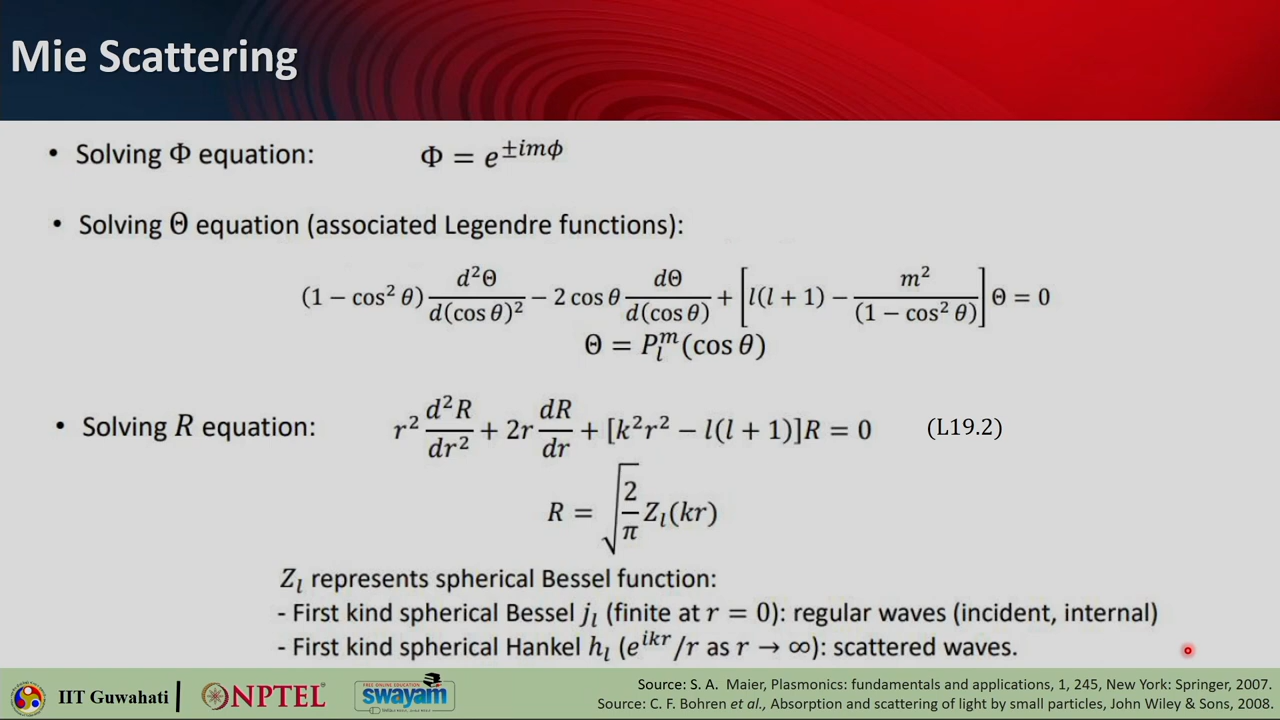 Mie Scattering
• Solving Φ equation: Φ = e^{±imϕ}
• Solving Θ equation (associated Legendre functions):
(1 − cos² θ) d²Θ/d(cos θ)² − 2 cos θ dΘ/d(cos θ) + [l(l + 1) − m²/(1 − cos² θ)] Θ = 0
Θ = P_l^m(cos θ)
• Solving R equation: r² d²R/dr² + 2r dR/dr + [k²r² − l(l + 1)]R = 0 (L19.2)
R = √(2/π) Z_l(kr)
Z_l represents spherical Bessel function:
- First kind spherical Bessel j_l (finite at r = 0): regular waves (incident, internal)
- First kind spherical Hankel h_l (e^{ikr}/r as r → ∞): scattered waves.
IIT Guwahati
NPTEL
FREE ONLINE EDUCATION
swayam
Source: S. A. Maier, Plasmonics: fundamentals and applications, 1, 245, New York: Springer, 2007.
Source: C. F. Bohren et al., Absorption and scattering of light by small particles, John Wiley & Sons, 2008.